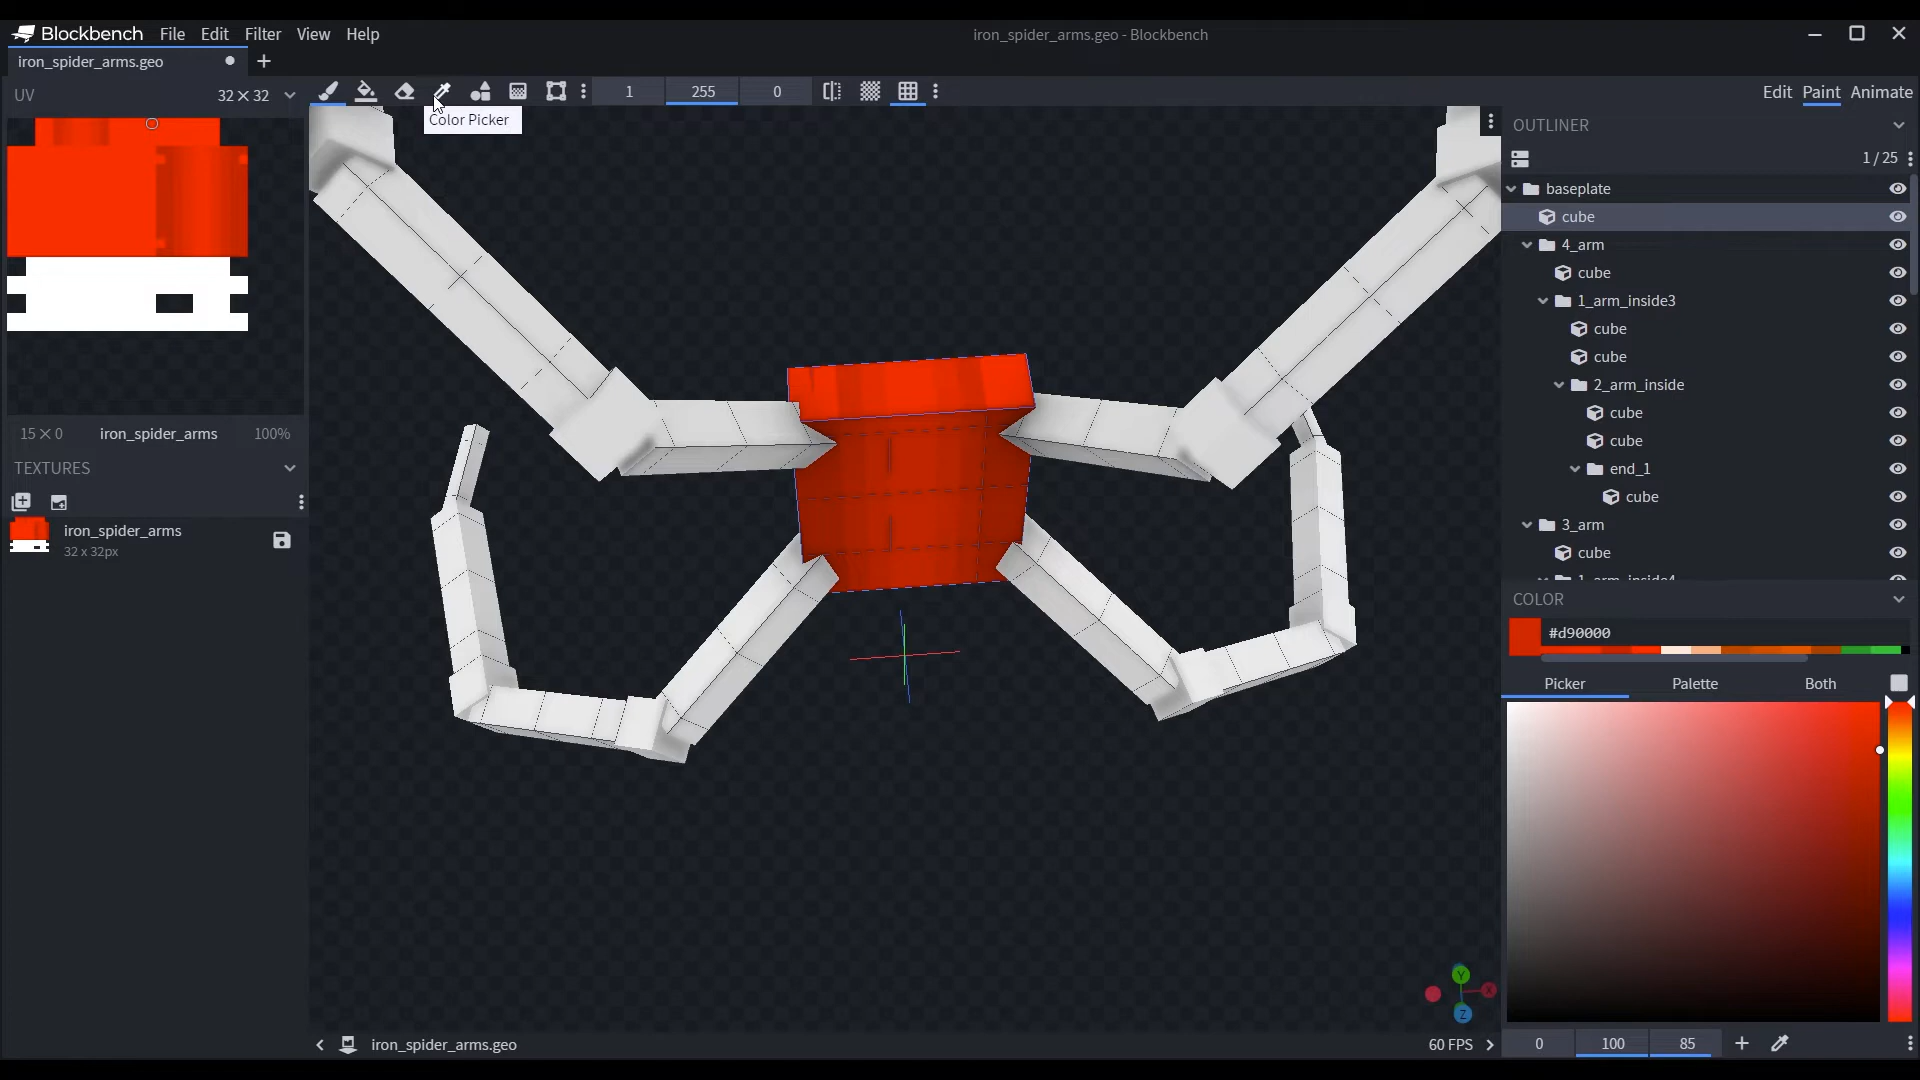 Blockbench File Edit Filter View Help
iron_spider_arms.geo - Blockbench
iron_spider_arms.geo
UV 32 × 32
1 255 0
Edit Paint Animate
Color Picker
OUTLINER
1 / 25
baseplate
cube
4_arm
cube
1_arm_inside3
cube
cube
2_arm_inside
cube
cube
end_1
cube
3_arm
cube
1_arm_inside4
15 × 0 iron_spider_arms 100%
TEXTURES
iron_spider_arms
32 x 32px
COLOR
#d90000
Picker Palette Both
Y
X
Z
0 100 85
iron_spider_arms.geo
60 FPS